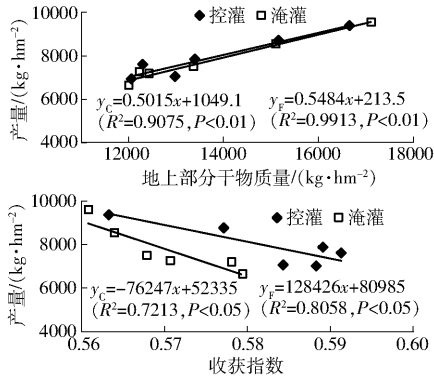 ◆控灌 □淹灌
10000
8000
6000
4000
产量/(kg·hm⁻²)
y_C=0.5015x+1049.1 y_F=0.5484x+213.5
(R²=0.9075,P<0.01) (R²=0.9913,P<0.01)
12000 14000 16000 18000
地上部分干物质量/(kg·hm⁻²)
10000
8000
6000
4000
产量/(kg·hm⁻²)
◆控灌 □淹灌
y_C=-76247x+52335 y_F=128426x+80985
(R²=0.7213,P<0.05) (R²=0.8058,P<0.05)
0.56 0.57 0.58 0.59 0.60
收获指数